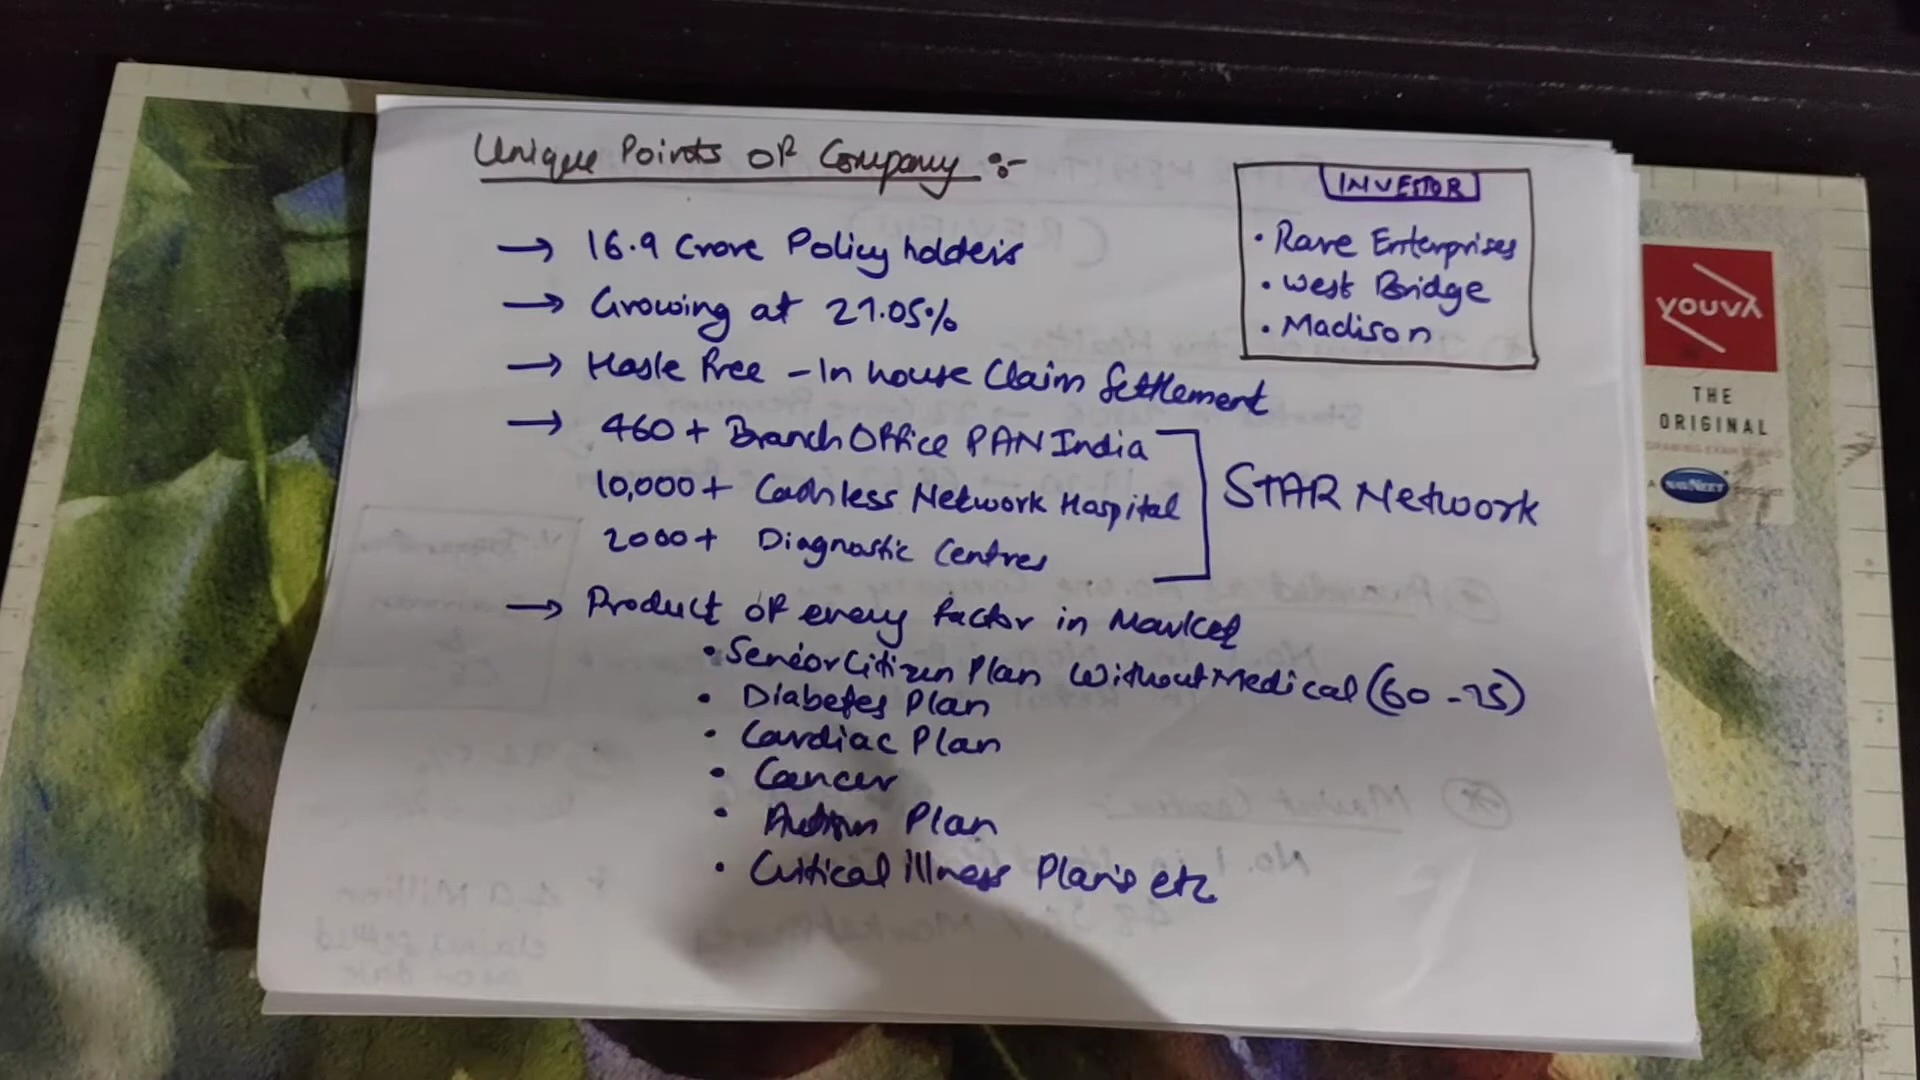 Unique Points OF Company :-
INVESTOR
• Rare Enterprises
• West Bridge
• Madison
→ 16.9 Crore Policy holders
→ Growing at 27.05%
→ Hasle Free - In house Claim Settlement
→ 460 + Branch Office PAN India
10,000+ Cashless Network Hospital
2000+ Diagnostic Centres
STAR Network
→ Product of every factor in Market
• Senior Citizen Plan Without Medical (60 - 75)
• Diabetes Plan
• Cardiac Plan
• Cancer
• Autism Plan
• Critical illness Plan's etc
YOUVA
THE
ORIGINAL
NAVNEET